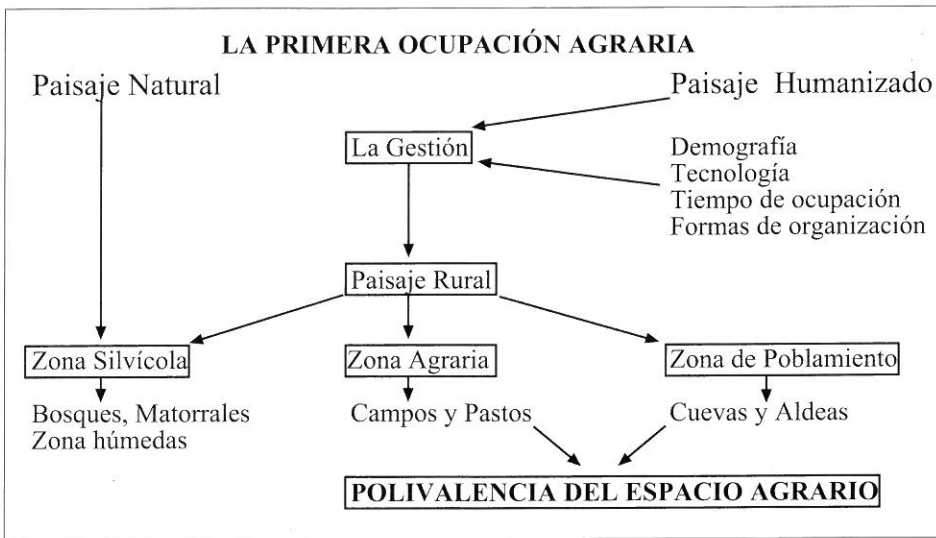 LA PRIMERA OCUPACIÓN AGRARIA
Paisaje Natural
Paisaje Humanizado
La Gestión
Demografía
Tecnología
Tiempo de ocupación
Formas de organización
Paisaje Rural
Zona Silvícola
Zona Agraria
Zona de Poblamiento
Bosques, Matorrales
Zona húmedas
Campos y Pastos
Cuevas y Aldeas
POLIVALENCIA DEL ESPACIO AGRARIO